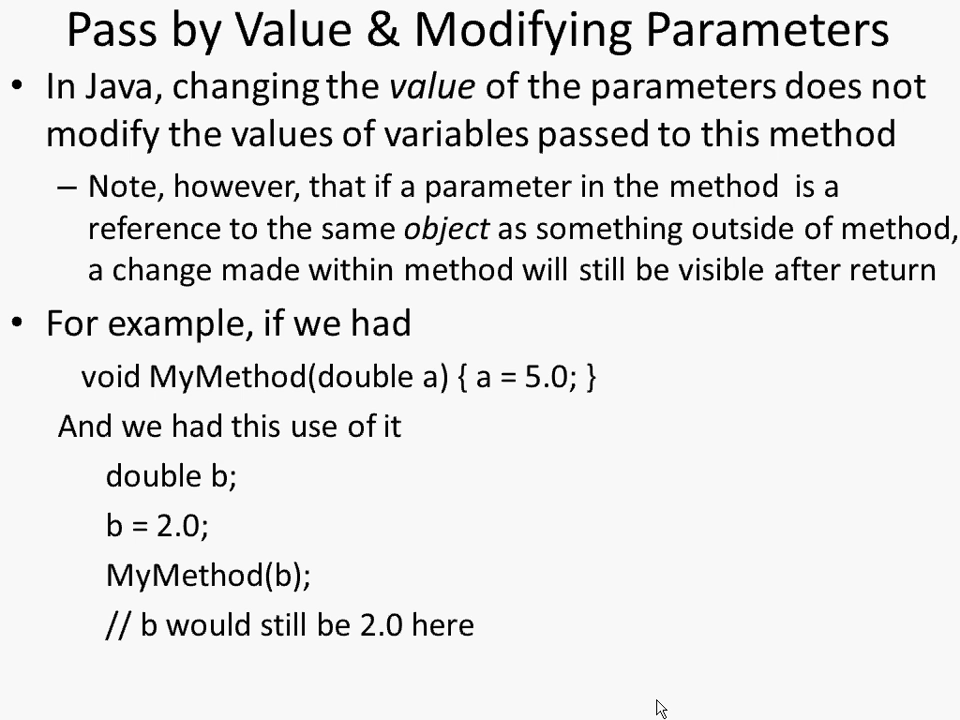 Pass by Value & Modifying Parameters
• In Java, changing the value of the parameters does not
modify the values of variables passed to this method
– Note, however, that if a parameter in the method is a
reference to the same object as something outside of method,
a change made within method will still be visible after return
• For example, if we had
void MyMethod(double a) { a = 5.0; }
And we had this use of it
double b;
b = 2.0;
MyMethod(b);
// b would still be 2.0 here